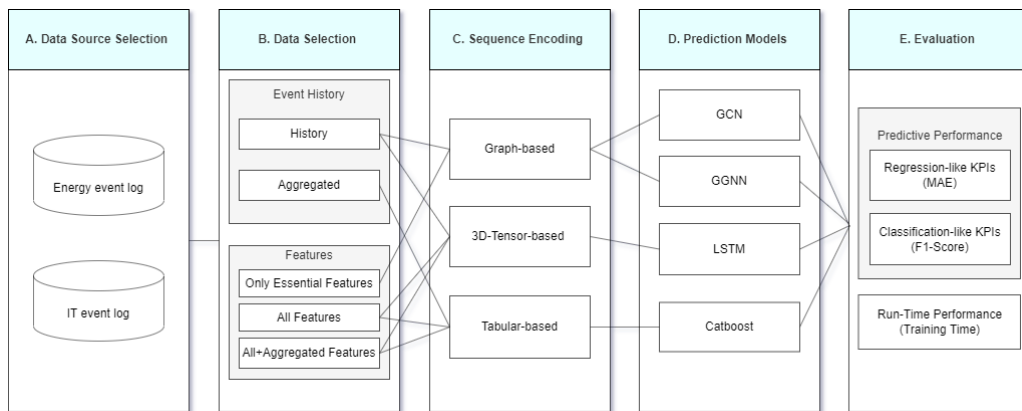 A. Data Source Selection
Energy event log
IT event log
B. Data Selection
Event History
History
Aggregated
Features
Only Essential Features
All Features
All+Aggregated Features
C. Sequence Encoding
Graph-based
3D-Tensor-based
Tabular-based
D. Prediction Models
GCN
GGNN
LSTM
Catboost
E. Evaluation
Predictive Performance
Regression-like KPIs
(MAE)
Classification-like KPIs
(F1-Score)
Run-Time Performance
(Training Time)